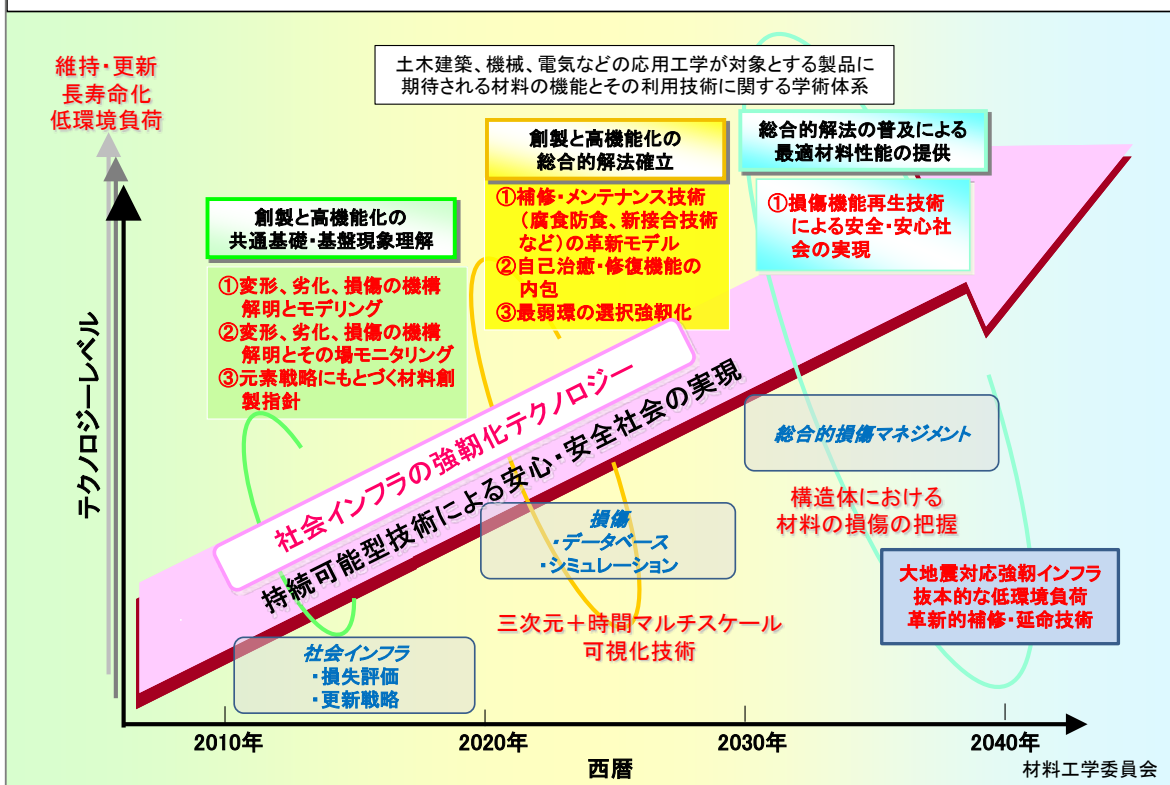 維持・更新
長寿命化
低環境負荷
土木建築、機械、電気などの応用工学が対象とする製品に
期待される材料の機能とその利用技術に関する学術体系
創製と高機能化の
共通基礎・基盤現象理解
①変形、劣化、損傷の機構
解明とモデリング
②変形、劣化、損傷の機構
解明とその場モニタリング
③元素戦略にもとづく材料創
製指針
創製と高機能化の
総合的解法確立
①補修・メンテナンス技術
(腐食防食、新接合技術
など)の革新モデル
②自己治癒・修復機能の
内包
③最弱環の選択強靭化
総合的解法の普及による
最適材料性能の提供
①損傷機能再生技術
による安全・安心社
会の実現
テクノロジーレベル
社会インフラの強靭化テクノロジー
持続可能型技術による安心・安全社会の実現
総合的損傷マネジメント
構造体における
材料の損傷の把握
損傷
・データベース
・シミュレーション
大地震対応強靭インフラ
抜本的な低環境負荷
革新的補修・延命技術
三次元＋時間マルチスケール
可視化技術
社会インフラ
・損失評価
・更新戦略
2010年
2020年
2030年
2040年
西暦
材料工学委員会